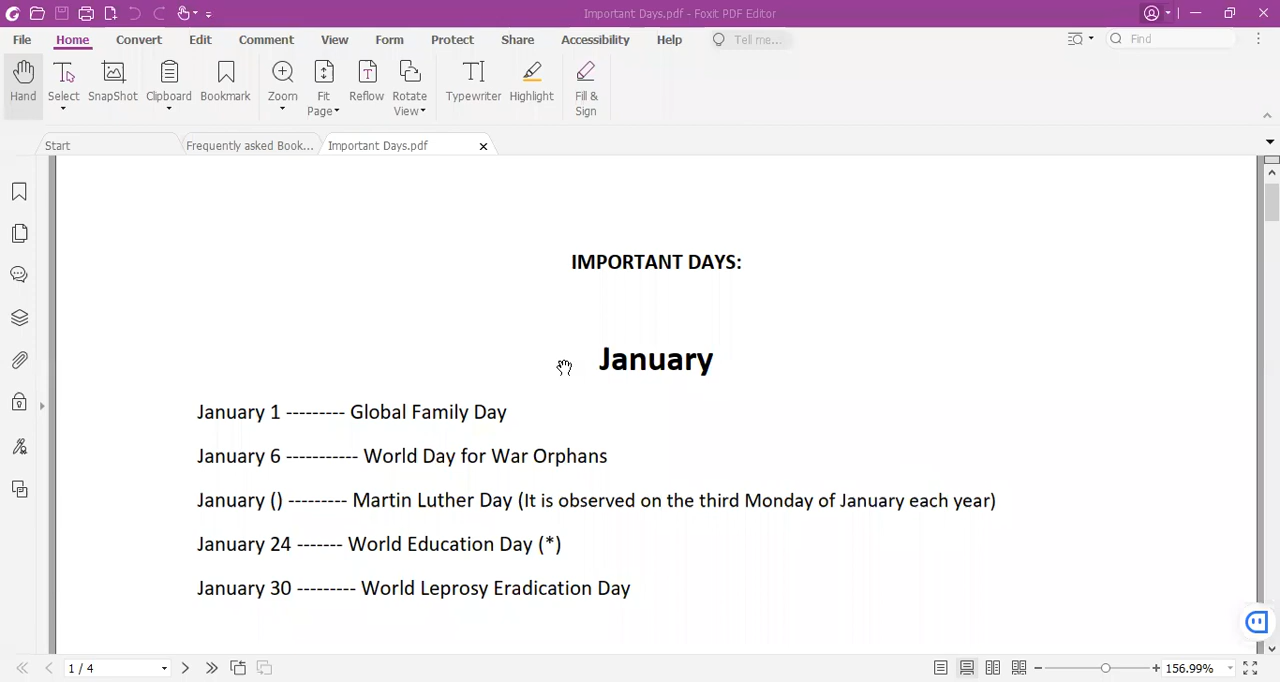 Important Days.pdf - Foxit PDF Editor
File Home Convert Edit Comment View Form Protect Share Accessibility Help Tell me... Find
Hand Select SnapShot Clipboard Bookmark Zoom Fit Page Reflow Rotate View Typewriter Highlight Fill & Sign
Start Frequently asked Book... Important Days.pdf
IMPORTANT DAYS:
January
January 1 --------- Global Family Day
January 6 ----------- World Day for War Orphans
January () --------- Martin Luther Day (It is observed on the third Monday of January each year)
January 24 ------- World Education Day (*)
January 30 --------- World Leprosy Eradication Day
1 / 4 156.99%